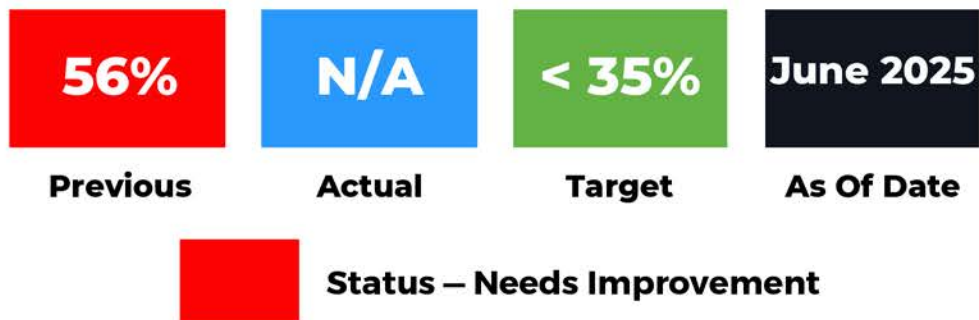 56% N/A < 35% June 2025
Previous Actual Target As Of Date
Status – Needs Improvement